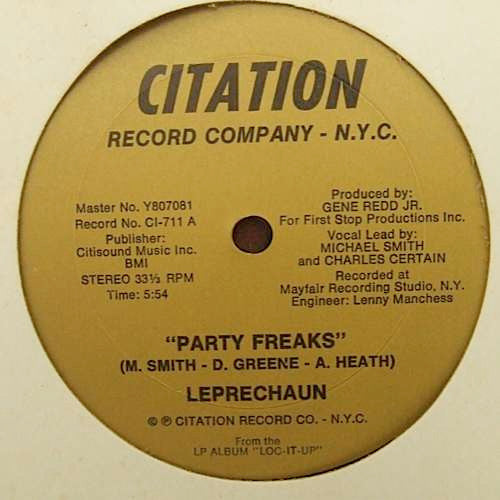 CITATION
RECORD COMPANY - N.Y.C.
Master No. Y807081
Record No. CI-711 A
Publisher:
Citisound Music Inc.
BMI
STEREO 33⅓ RPM
Time: 5:54
Produced by:
GENE REDD JR.
For First Stop Productions Inc.
Vocal Lead by:
MICHAEL SMITH
and CHARLES CERTAIN
Recorded at
Mayfair Recording Studio, N.Y.
Engineer: Lenny Manchess
"PARTY FREAKS"
(M. SMITH - D. GREENE - A. HEATH)
LEPRECHAUN
© ℗ CITATION RECORD CO. - N.Y.C.
From the
LP ALBUM "LOC-IT-UP"